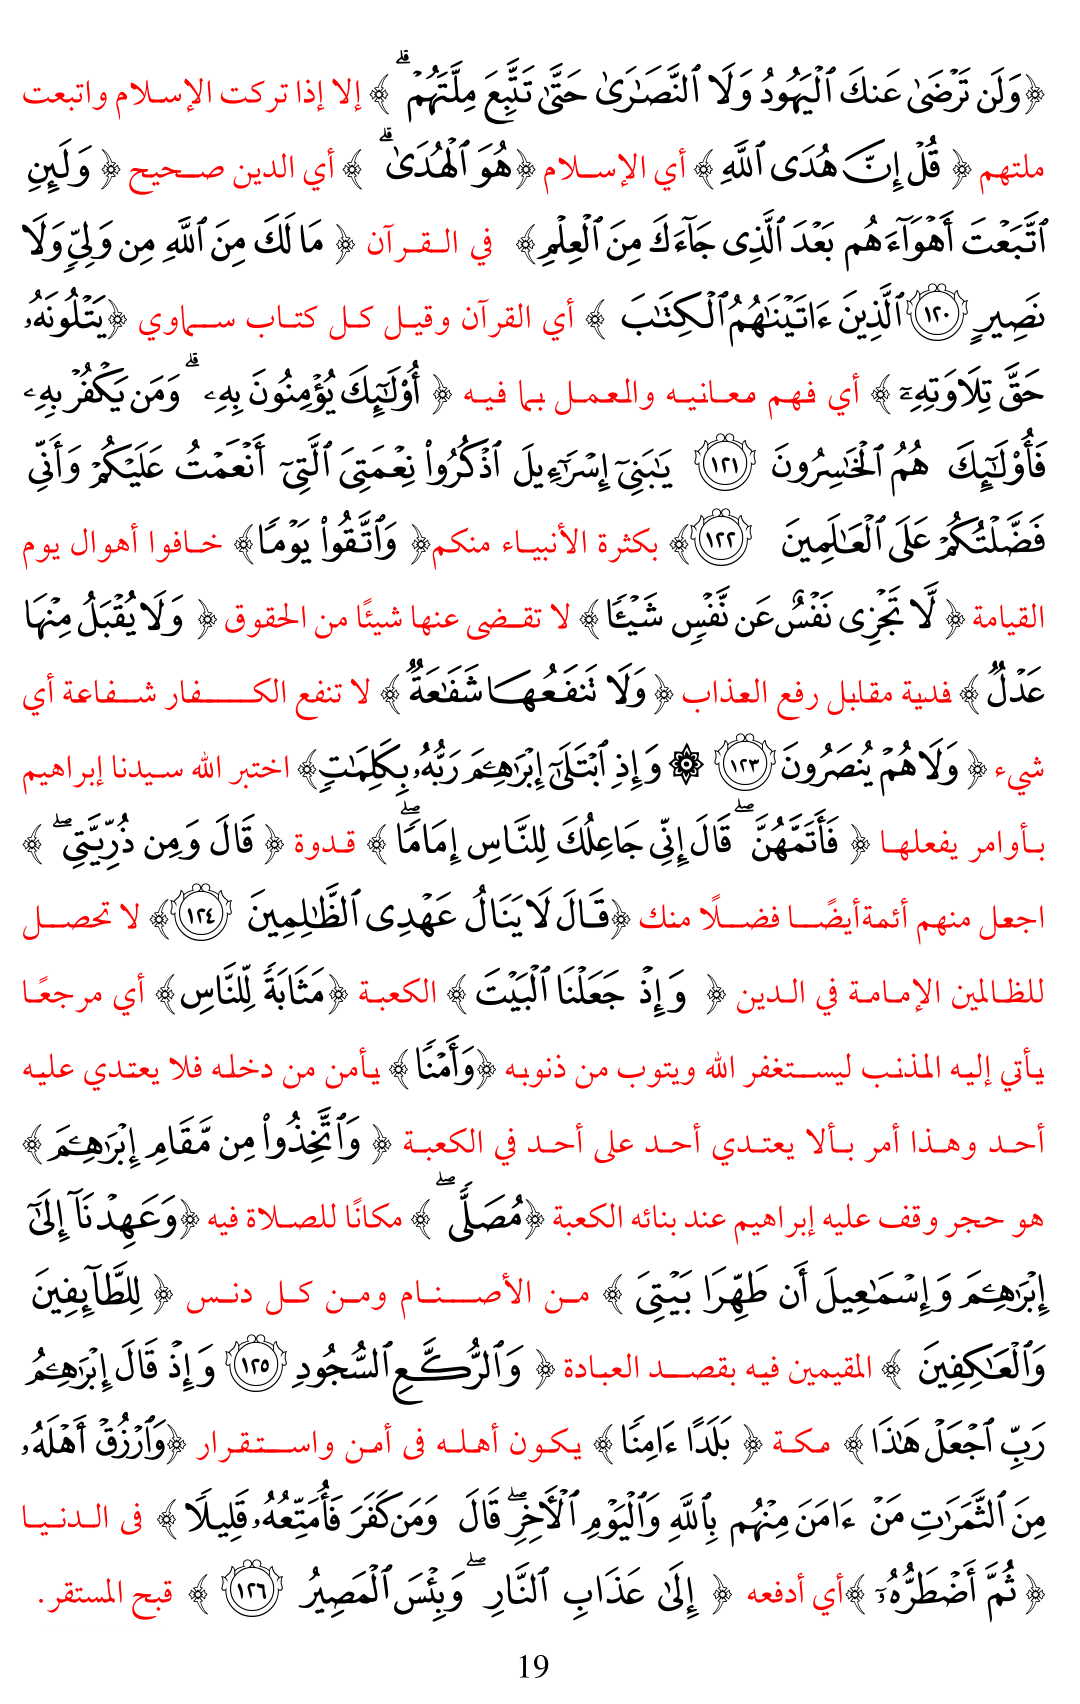 ﴿وَلَن تَرْضَىٰ عَنكَ ٱلْيَهُودُ وَلَا ٱلنَّصَـٰرَىٰ حَتَّىٰ تَتَّبِعَ مِلَّتَهُمْ ۗ ﴾ إلا إذا تركت الإسلام واتبعت
ملتهم ﴿ قُلْ إِنَّ هُدَى ٱللَّهِ ﴾ أي الإسلام ﴿هُوَ ٱلْهُدَىٰ ۗ ﴾ أي الدين صحيح ﴿ وَلَئِنِ
ٱتَّبَعْتَ أَهْوَآءَهُم بَعْدَ ٱلَّذِى جَآءَكَ مِنَ ٱلْعِلْمِ﴾ في القرآن ﴿ مَا لَكَ مِنَ ٱللَّهِ مِن وَلِىٍّ وَلَا
نَصِيرٍ ١٢٠ ٱلَّذِينَ ءَاتَيْنَـٰهُمُ ٱلْكِتَـٰبَ ﴾ أي القرآن وقيل كل كتاب سماوي ﴿يَتْلُونَهُۥ
حَقَّ تِلَاوَتِهِۦٓ ﴾ أي فهم معانيه والعمل بما فيه ﴿ أُو۟لَـٰٓئِكَ يُؤْمِنُونَ بِهِۦ ۗ وَمَن يَكْفُرْ بِهِۦ
فَأُو۟لَـٰٓئِكَ هُمُ ٱلْخَـٰسِرُونَ ١٢١ يَـٰبَنِىٓ إِسْرَٰٓءِيلَ ٱذْكُرُوا۟ نِعْمَتِىَ ٱلَّتِىٓ أَنْعَمْتُ عَلَيْكُمْ وَأَنِّى
فَضَّلْتُكُمْ عَلَى ٱلْعَـٰلَمِينَ ١٢٢﴾ بكثرة الأنبياء منكم﴿ وَٱتَّقُوا۟ يَوْمًا﴾ خافوا أهوال يوم
القيامة ﴿ لَّا تَجْزِى نَفْسٌ عَن نَّفْسٍ شَيْـًٔا﴾ لا تقضى عنها شيئًا من الحقوق ﴿ وَلَا يُقْبَلُ مِنْهَا
عَدْلٌ ﴾ فدية مقابل رفع العذاب ﴿ وَلَا تَنفَعُهَا شَفَـٰعَةٌ ﴾ لا تنفع الكفار شفاعة أي
شيء ﴿ وَلَا هُمْ يُنصَرُونَ ١٢٣ ۞ وَإِذِ ٱبْتَلَىٰٓ إِبْرَٰهِـۧمَ رَبُّهُۥ بِكَلِمَـٰتٍ﴾ اختبر الله سيدنا إبراهيم
بأوامر يفعلها ﴿ فَأَتَمَّهُنَّ ۖ قَالَ إِنِّى جَاعِلُكَ لِلنَّاسِ إِمَامًا ۖ﴾ قدوة ﴿ قَالَ وَمِن ذُرِّيَّتِى ۖ ﴾
اجعل منهم أئمةأيضًا فضلًا منك ﴿قَالَ لَا يَنَالُ عَهْدِى ٱلظَّـٰلِمِينَ ١٢٤﴾ لا تحصل
للظالمين الإمامة في الدين ﴿ وَإِذْ جَعَلْنَا ٱلْبَيْتَ ﴾ الكعبة ﴿مَثَابَةً لِّلنَّاسِ﴾ أي مرجعًا
يأتي إليه المذنب ليستغفر الله ويتوب من ذنوبه ﴿وَأَمْنًا﴾ يأمن من دخله فلا يعتدي عليه
أحد وهذا أمر بألا يعتدي أحد على أحد في الكعبة ﴿ وَٱتَّخِذُوا۟ مِن مَّقَامِ إِبْرَٰهِـۧمَ ﴾
هو حجر وقف عليه إبراهيم عند بنائه الكعبة ﴿مُصَلًّى ۖ ﴾ مكانًا للصلاة فيه ﴿وَعَهِدْنَآ إِلَىٰٓ
إِبْرَٰهِـۧمَ وَإِسْمَـٰعِيلَ أَن طَهِّرَا بَيْتِىَ ﴾ من الأصنام ومن كل دنس ﴿ لِلطَّآئِفِينَ
وَٱلْعَـٰكِفِينَ ﴾ المقيمين فيه بقصد العبادة ﴿ وَٱلرُّكَّعِ ٱلسُّجُودِ ١٢٥ وَإِذْ قَالَ إِبْرَٰهِـۧمُ
رَبِّ ٱجْعَلْ هَـٰذَا ﴾ مكة ﴿ بَلَدًا ءَامِنًا ﴾ يكون أهله فى أمن واستقرار ﴿وَٱرْزُقْ أَهْلَهُۥ
مِنَ ٱلثَّمَرَٰتِ مَنْ ءَامَنَ مِنْهُم بِٱللَّهِ وَٱلْيَوْمِ ٱلْـَٔاخِرِ ۖ قَالَ وَمَن كَفَرَ فَأُمَتِّعُهُۥ قَلِيلًا ﴾ فى الدنيا
﴿ ثُمَّ أَضْطَرُّهُۥٓ ﴾أي أدفعه ﴿ إِلَىٰ عَذَابِ ٱلنَّارِ ۖ وَبِئْسَ ٱلْمَصِيرُ ١٢٦ ﴾ قبح المستقر.
19